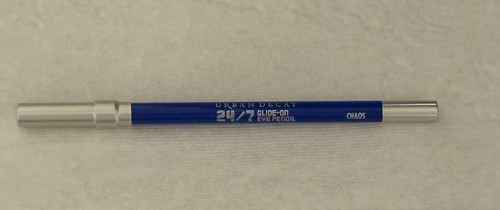 URBAN DECAY
24/7 GLIDE-ON
EYE PENCIL
CHAOS